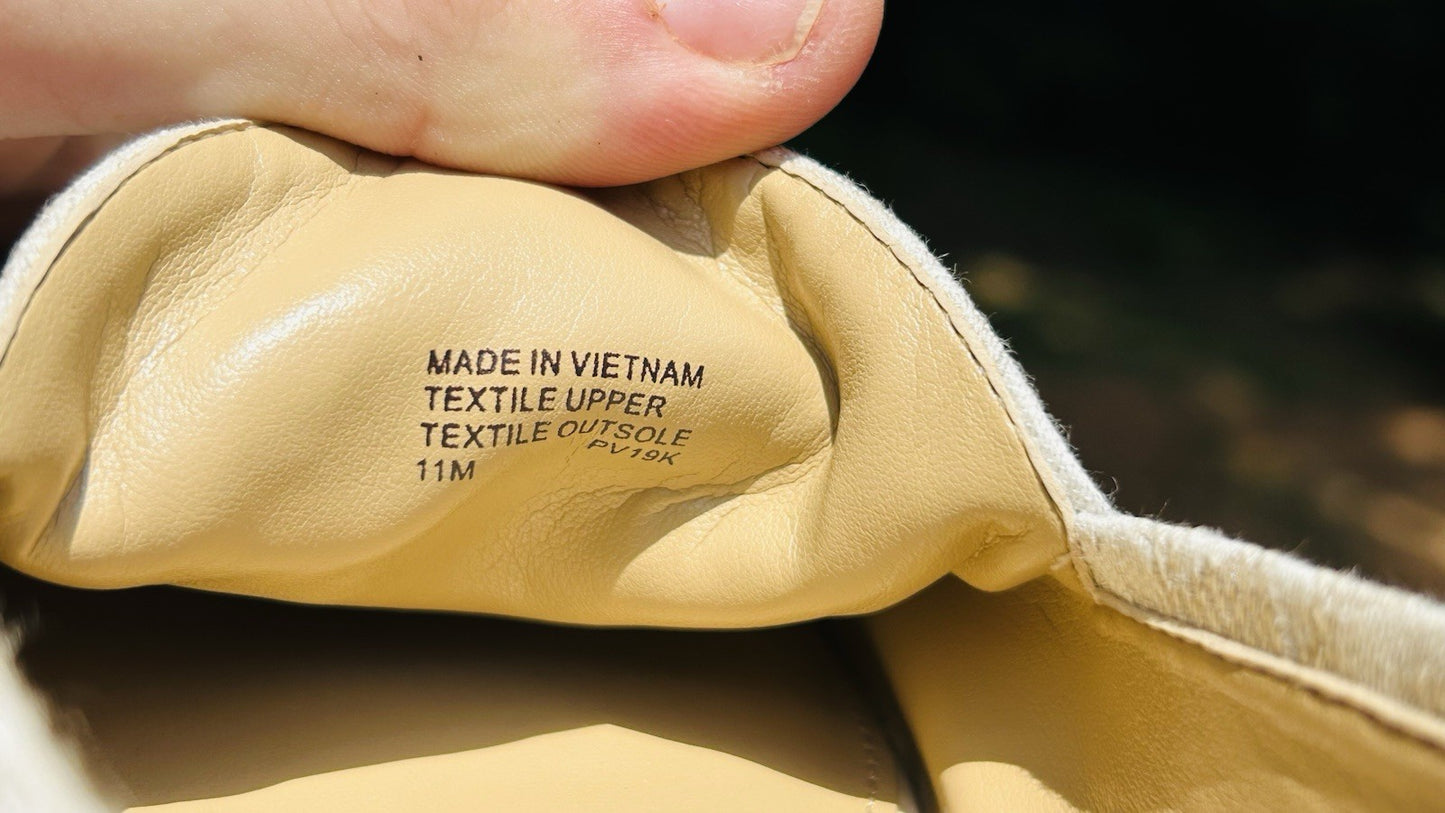 MADE IN VIETNAM
TEXTILE UPPER
TEXTILE OUTSOLE
PV19K
11M